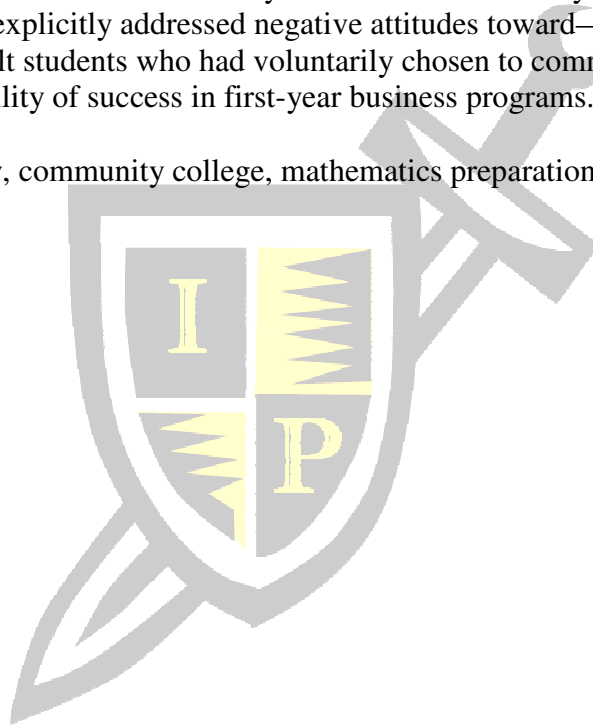 explicitly addressed negative attitudes toward—
lt students who had voluntarily chosen to com
ility of success in first-year business programs.
, community college, mathematics preparation
I
P